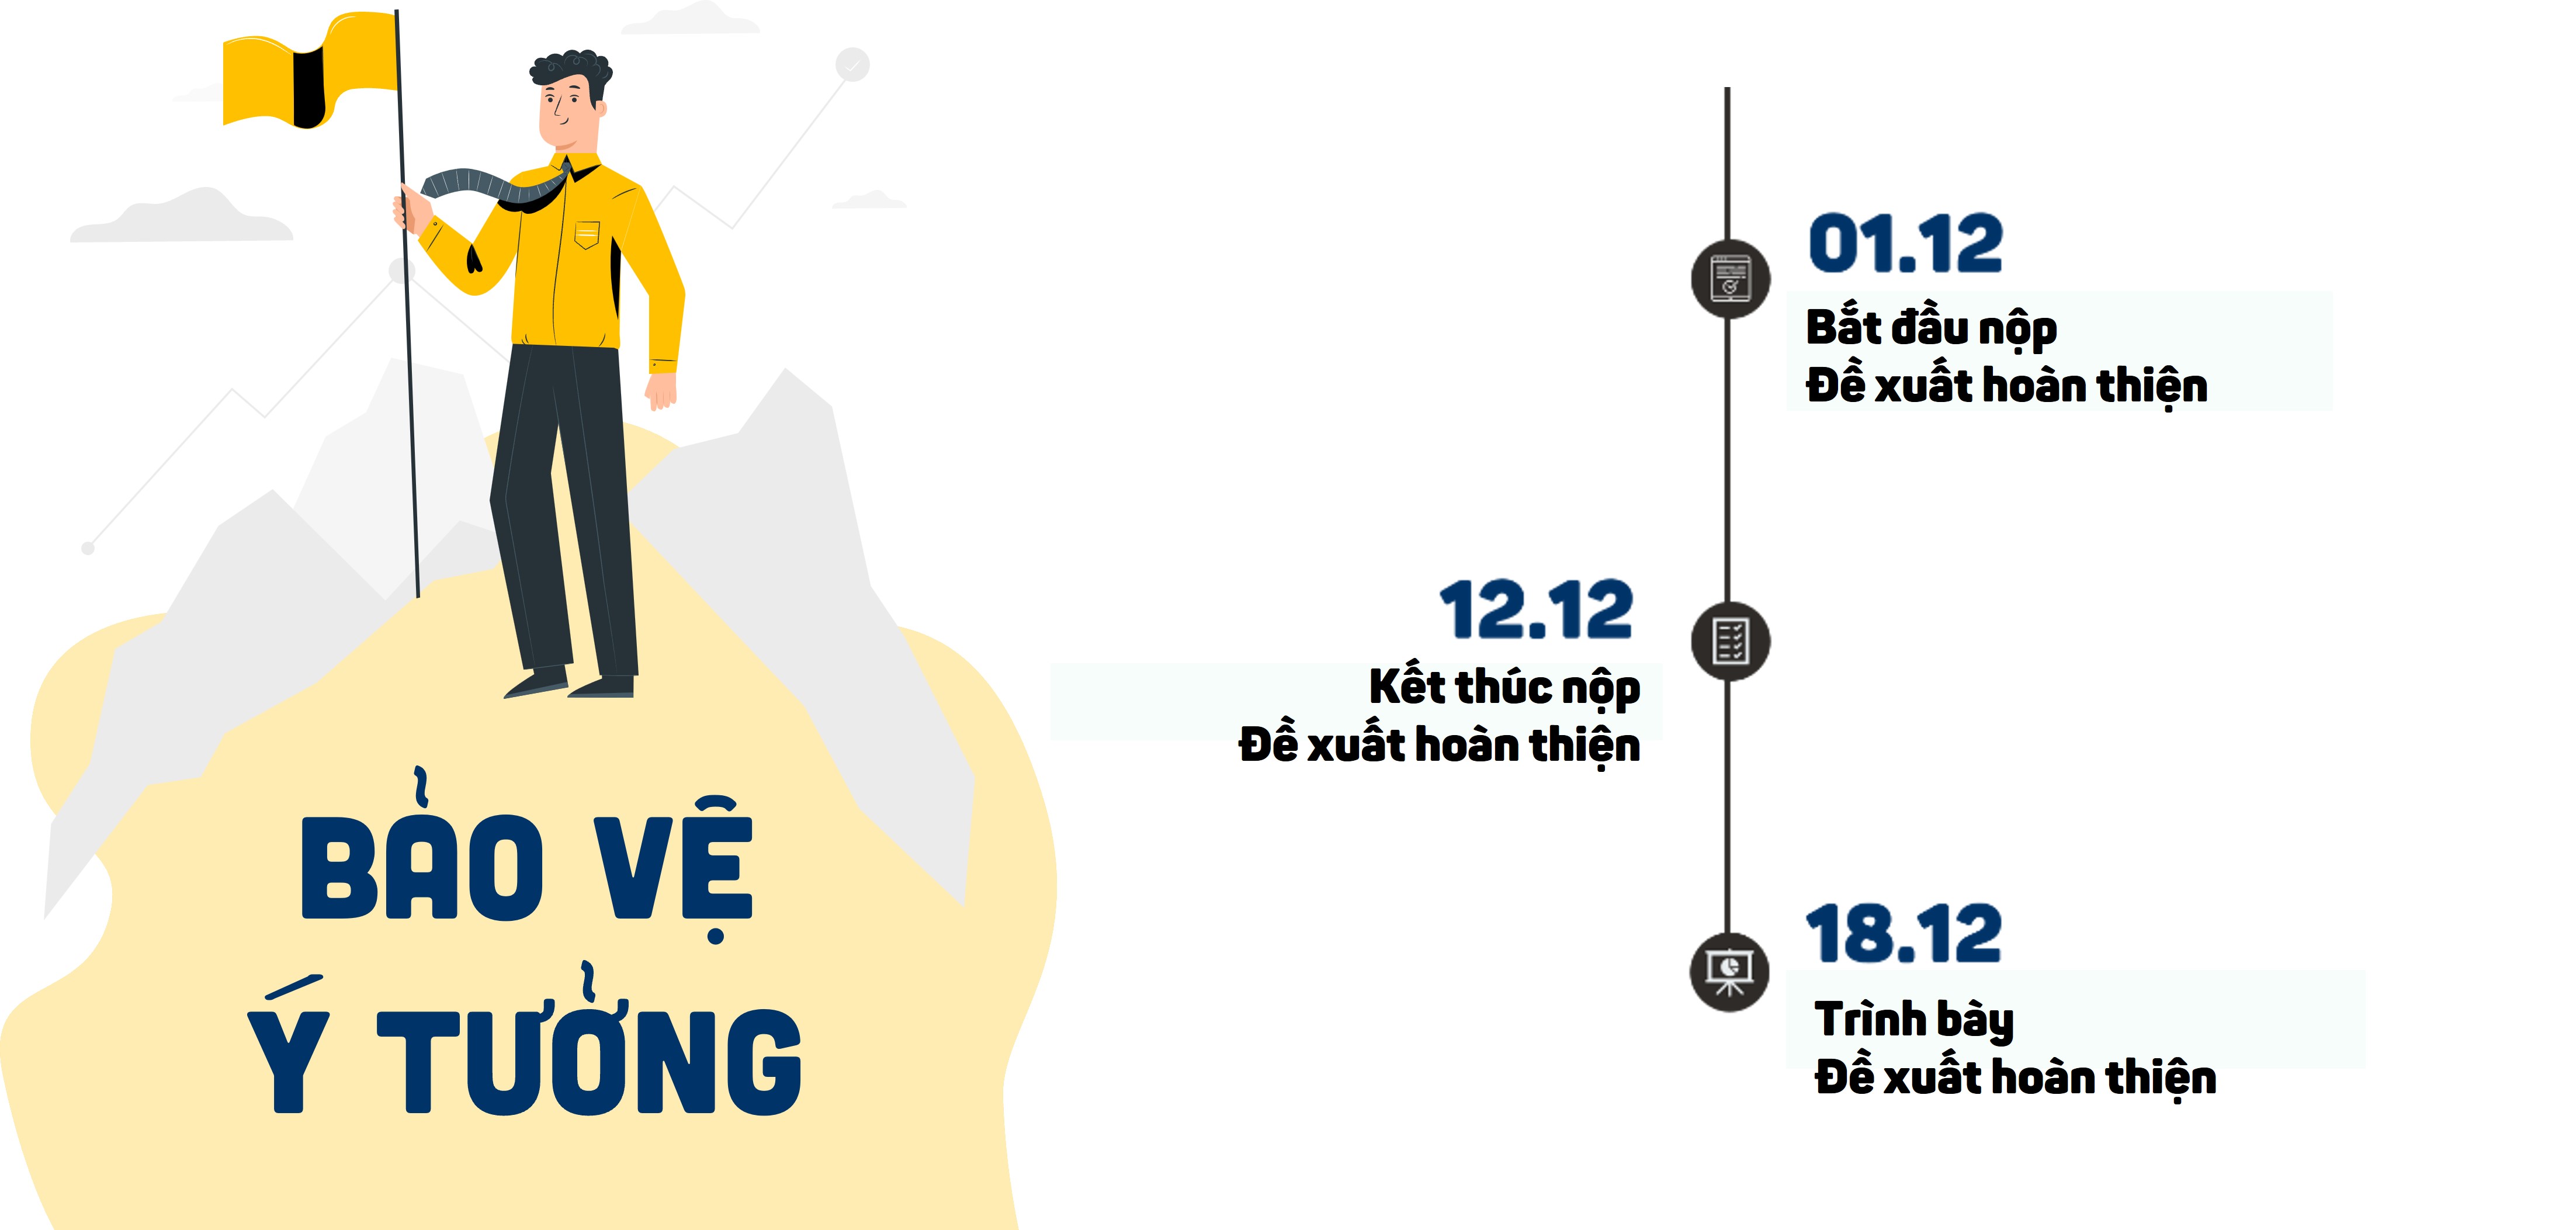 BẢO VỆ
Ý TƯỞNG
01.12
Bắt đầu nộp
Đề xuất hoàn thiện
12.12
Kết thúc nộp
Đề xuất hoàn thiện
18.12
Trình bày
Đề xuất hoàn thiện